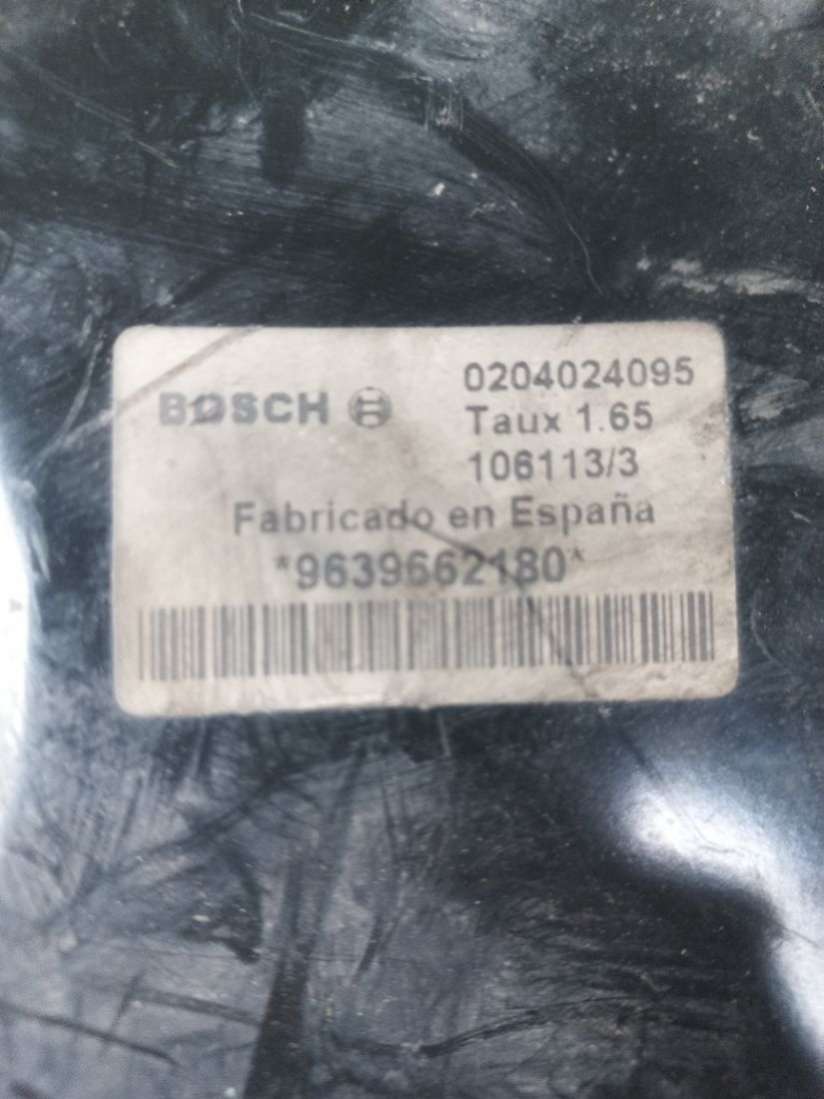 BOSCH
0204024095
Taux 1.65
106113/3
Fabricado en España
*9639662180*